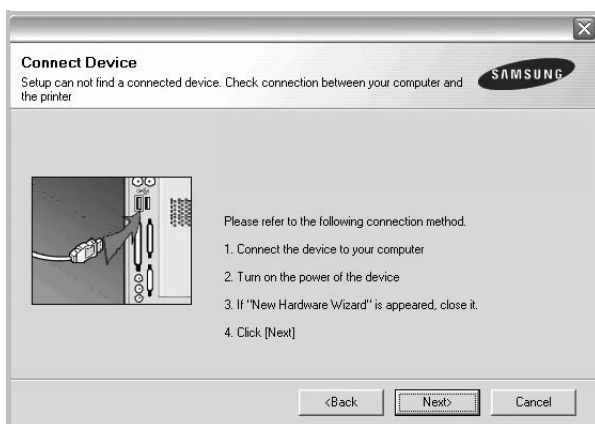 Connect Device
Setup can not find a connected device. Check connection between your computer and
the printer
SAMSUNG
Please refer to the following connection method.
1. Connect the device to your computer
2. Turn on the power of the device
3. If "New Hardware Wizard" is appeared, close it.
4. Click [Next]
<Back
Next>
Cancel